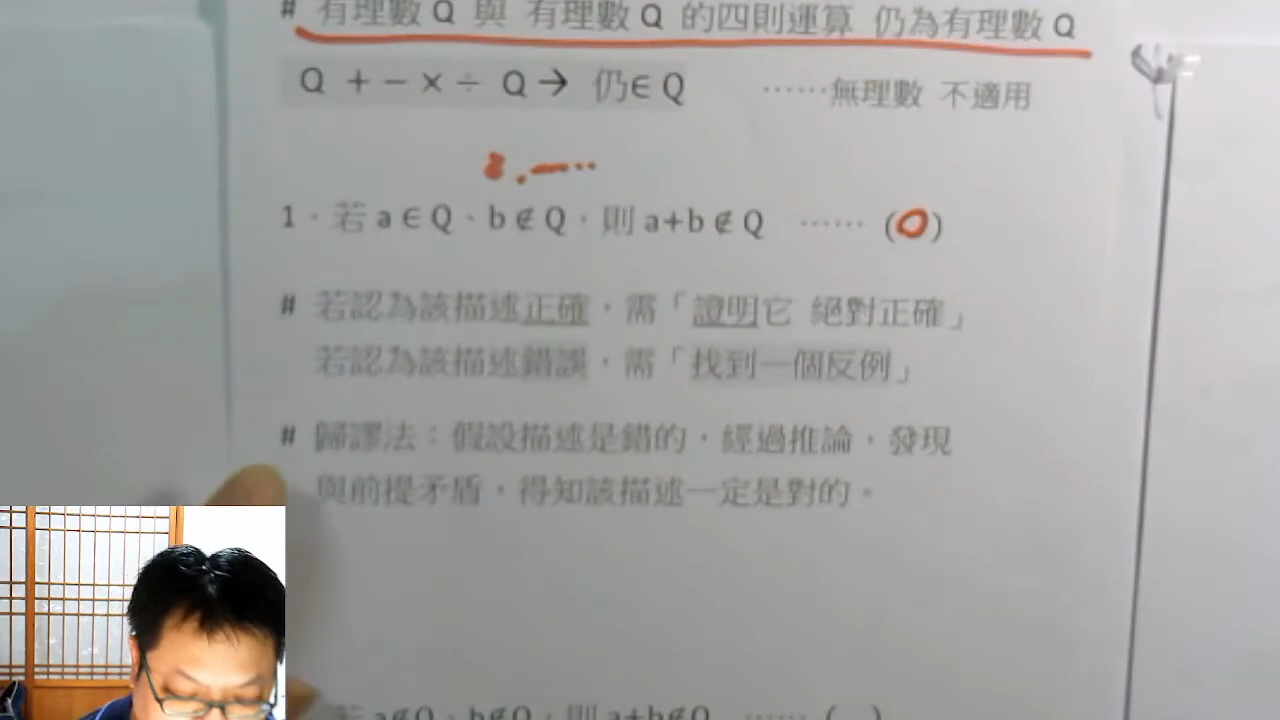 # 有理數 Q 與 有理數 Q 的四則運算 仍為有理數 Q
Q + − × ÷ Q → 仍∈ Q ……無理數 不適用
1．若 a ∈ Q、b ∉ Q，則 a+b ∉ Q …… (O)
# 若認為該描述正確，需「證明它 絕對正確」
若認為該描述錯誤，需「找到一個反例」
# 歸謬法：假設描述是錯的，經過推論，發現
與前提矛盾，得知該描述一定是對的。
若 a∉Q、b∉Q，則 a+b∉Q …… ( )